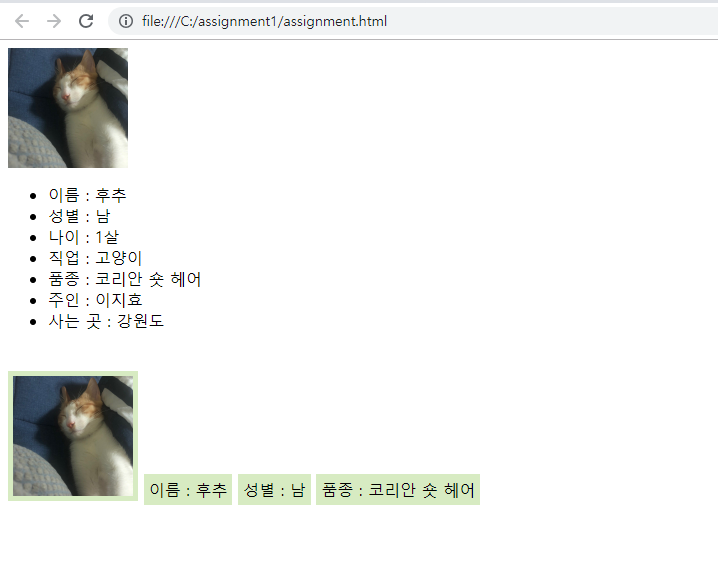 file:///C:/assignment1/assignment.html
이름 : 후추
성별 : 남
나이 : 1살
직업 : 고양이
품종 : 코리안 숏 헤어
주인 : 이지효
사는 곳 : 강원도
이름 : 후추 성별 : 남 품종 : 코리안 숏 헤어